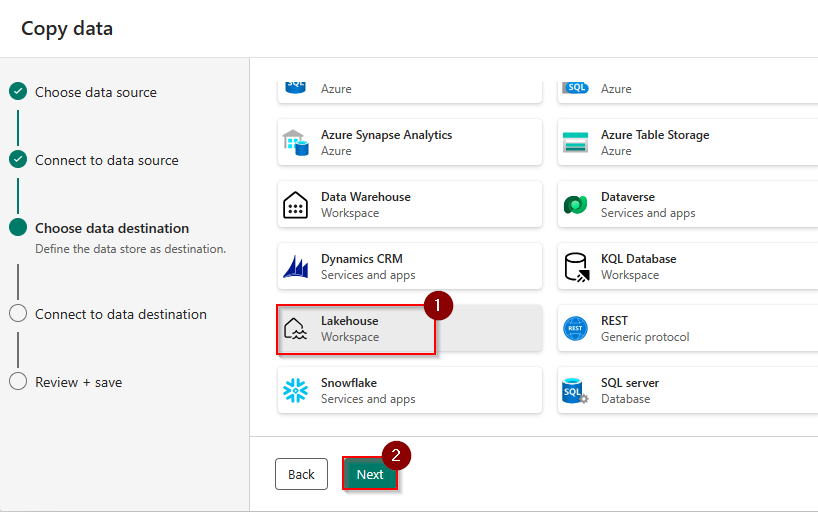 Copy data
Choose data source
Connect to data source
Choose data destination
Define the data store as destination.
Connect to data destination
Review + save
SQL
Azure
SQL
Azure
Azure Synapse Analytics
Azure
Azure Table Storage
Azure
Data Warehouse
Workspace
Dataverse
Services and apps
Dynamics CRM
Services and apps
KQL Database
Workspace
1
Lakehouse
Workspace
REST
REST
Generic protocol
Snowflake
Services and apps
SQL
SQL server
Database
2
Back
Next